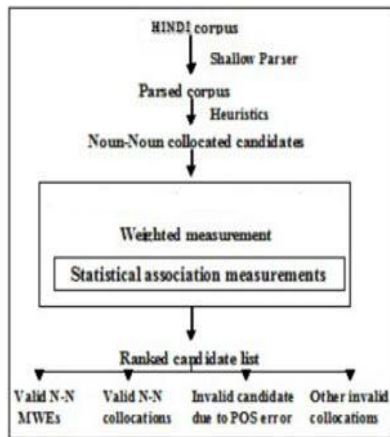 HINDI corpus
Shallow Parser
Parsed corpus
Heuristics
Noun-Noun collocated candidates
Weighted measurement
Statistical association measurements
Ranked candidate list
Valid N-N Valid N-N Invalid candidate Other invalid
MWEs collocations due to POS error collocations